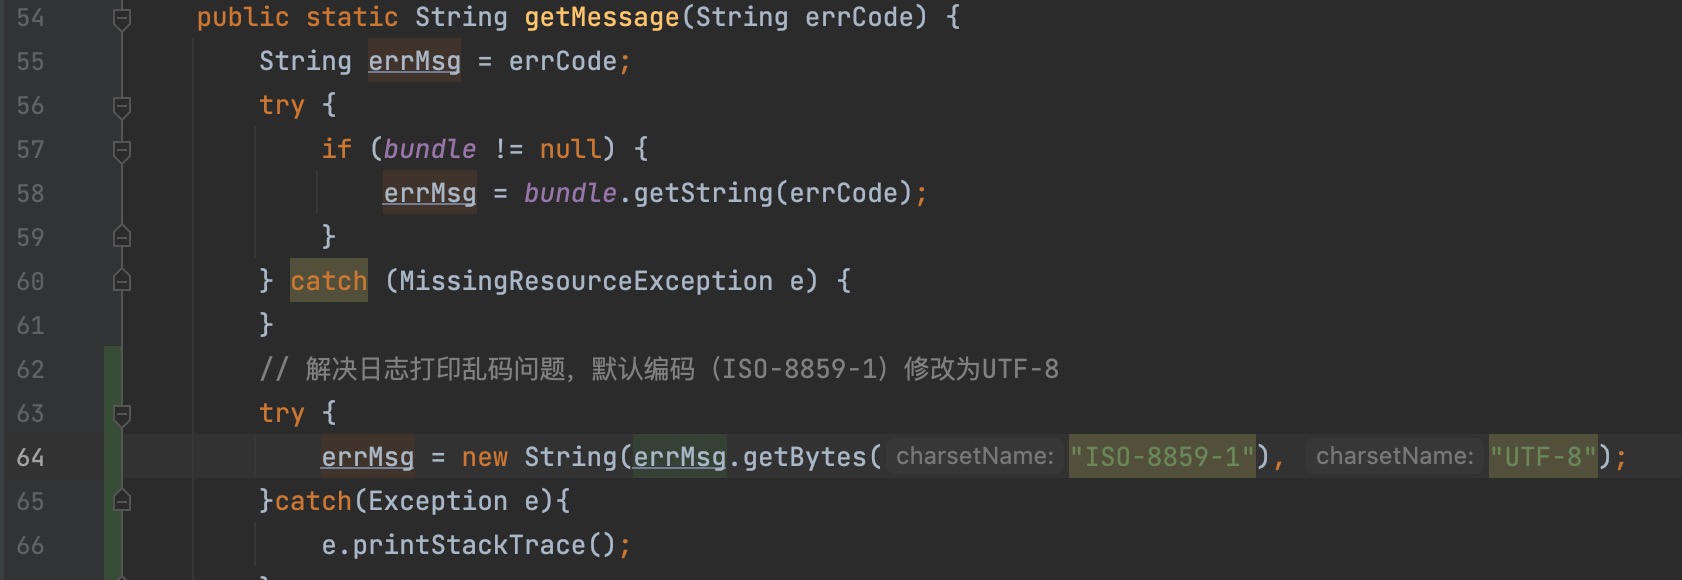 54 public static String getMessage(String errCode) {
55 String errMsg = errCode;
56 try {
57 if (bundle != null) {
58 errMsg = bundle.getString(errCode);
59 }
60 } catch (MissingResourceException e) {
61 }
62 // 解决日志打印乱码问题，默认编码（ISO-8859-1）修改为UTF-8
63 try {
64 errMsg = new String(errMsg.getBytes( charsetName: "ISO-8859-1"), charsetName: "UTF-8");
65 }catch(Exception e){
66 e.printStackTrace();